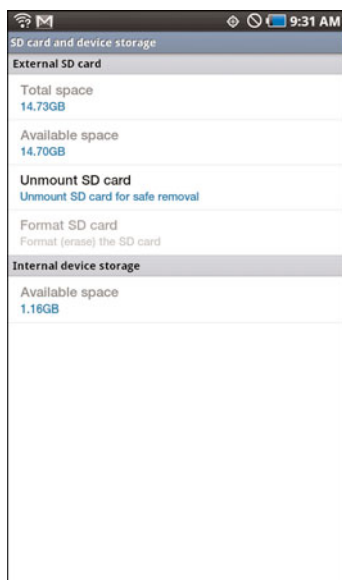 9:31 AM
SD card and device storage
External SD card
Total space
14.73GB
Available space
14.70GB
Unmount SD card
Unmount SD card for safe removal
Format SD card
Format (erase) the SD card
Internal device storage
Available space
1.16GB